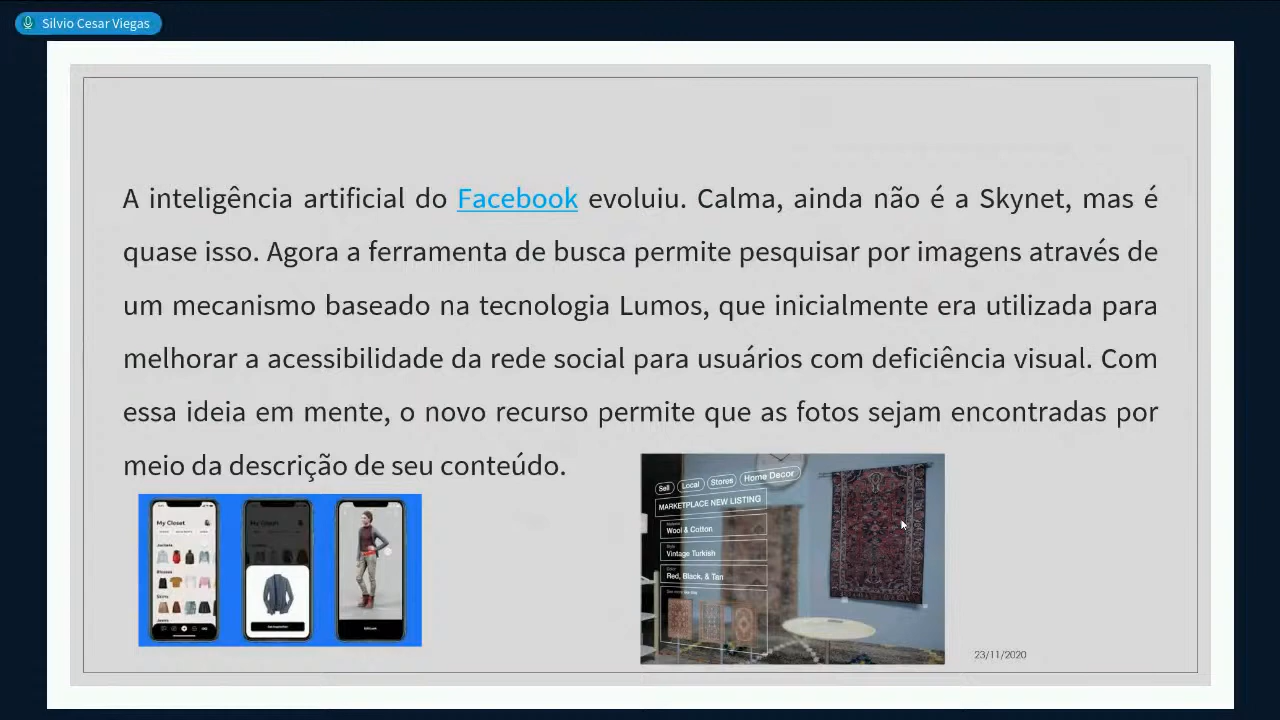 Silvio Cesar Viegas
A inteligência artificial do Facebook evoluiu. Calma, ainda não é a Skynet, mas é
quase isso. Agora a ferramenta de busca permite pesquisar por imagens através de
um mecanismo baseado na tecnologia Lumos, que inicialmente era utilizada para
melhorar a acessibilidade da rede social para usuários com deficiência visual. Com
essa ideia em mente, o novo recurso permite que as fotos sejam encontradas por
meio da descrição de seu conteúdo.
My Closet
Sell Local Stores Home Decor
MARKETPLACE NEW LISTING
Wool & Cotton
Vintage Turkish
Red, Black, & Tan
23/11/2020